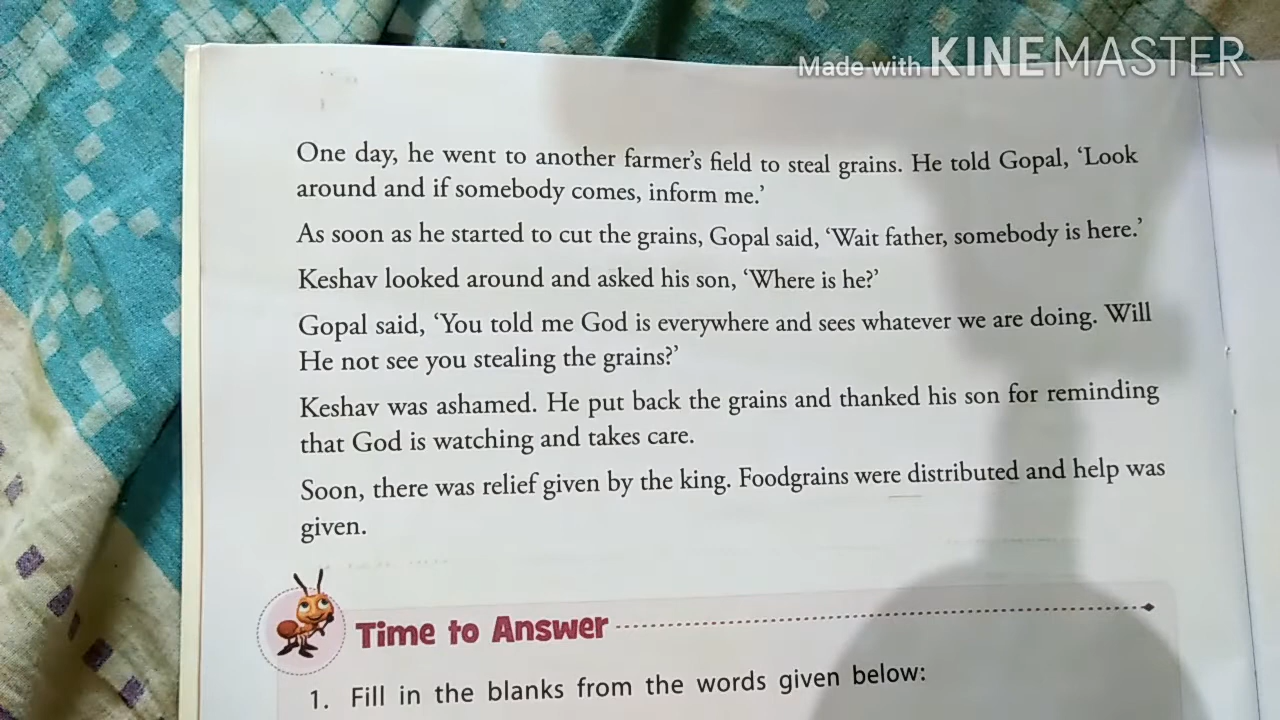 Made with KINEMASTER
One day, he went to another farmer's field to steal grains. He told Gopal, ‘Look
around and if somebody comes, inform me.’
As soon as he started to cut the grains, Gopal said, ‘Wait father, somebody is here.’
Keshav looked around and asked his son, ‘Where is he?’
Gopal said, ‘You told me God is everywhere and sees whatever we are doing. Will
He not see you stealing the grains?’
Keshav was ashamed. He put back the grains and thanked his son for reminding
that God is watching and takes care.
Soon, there was relief given by the king. Foodgrains were distributed and help was
given.
Time to Answer
1. Fill in the blanks from the words given below: